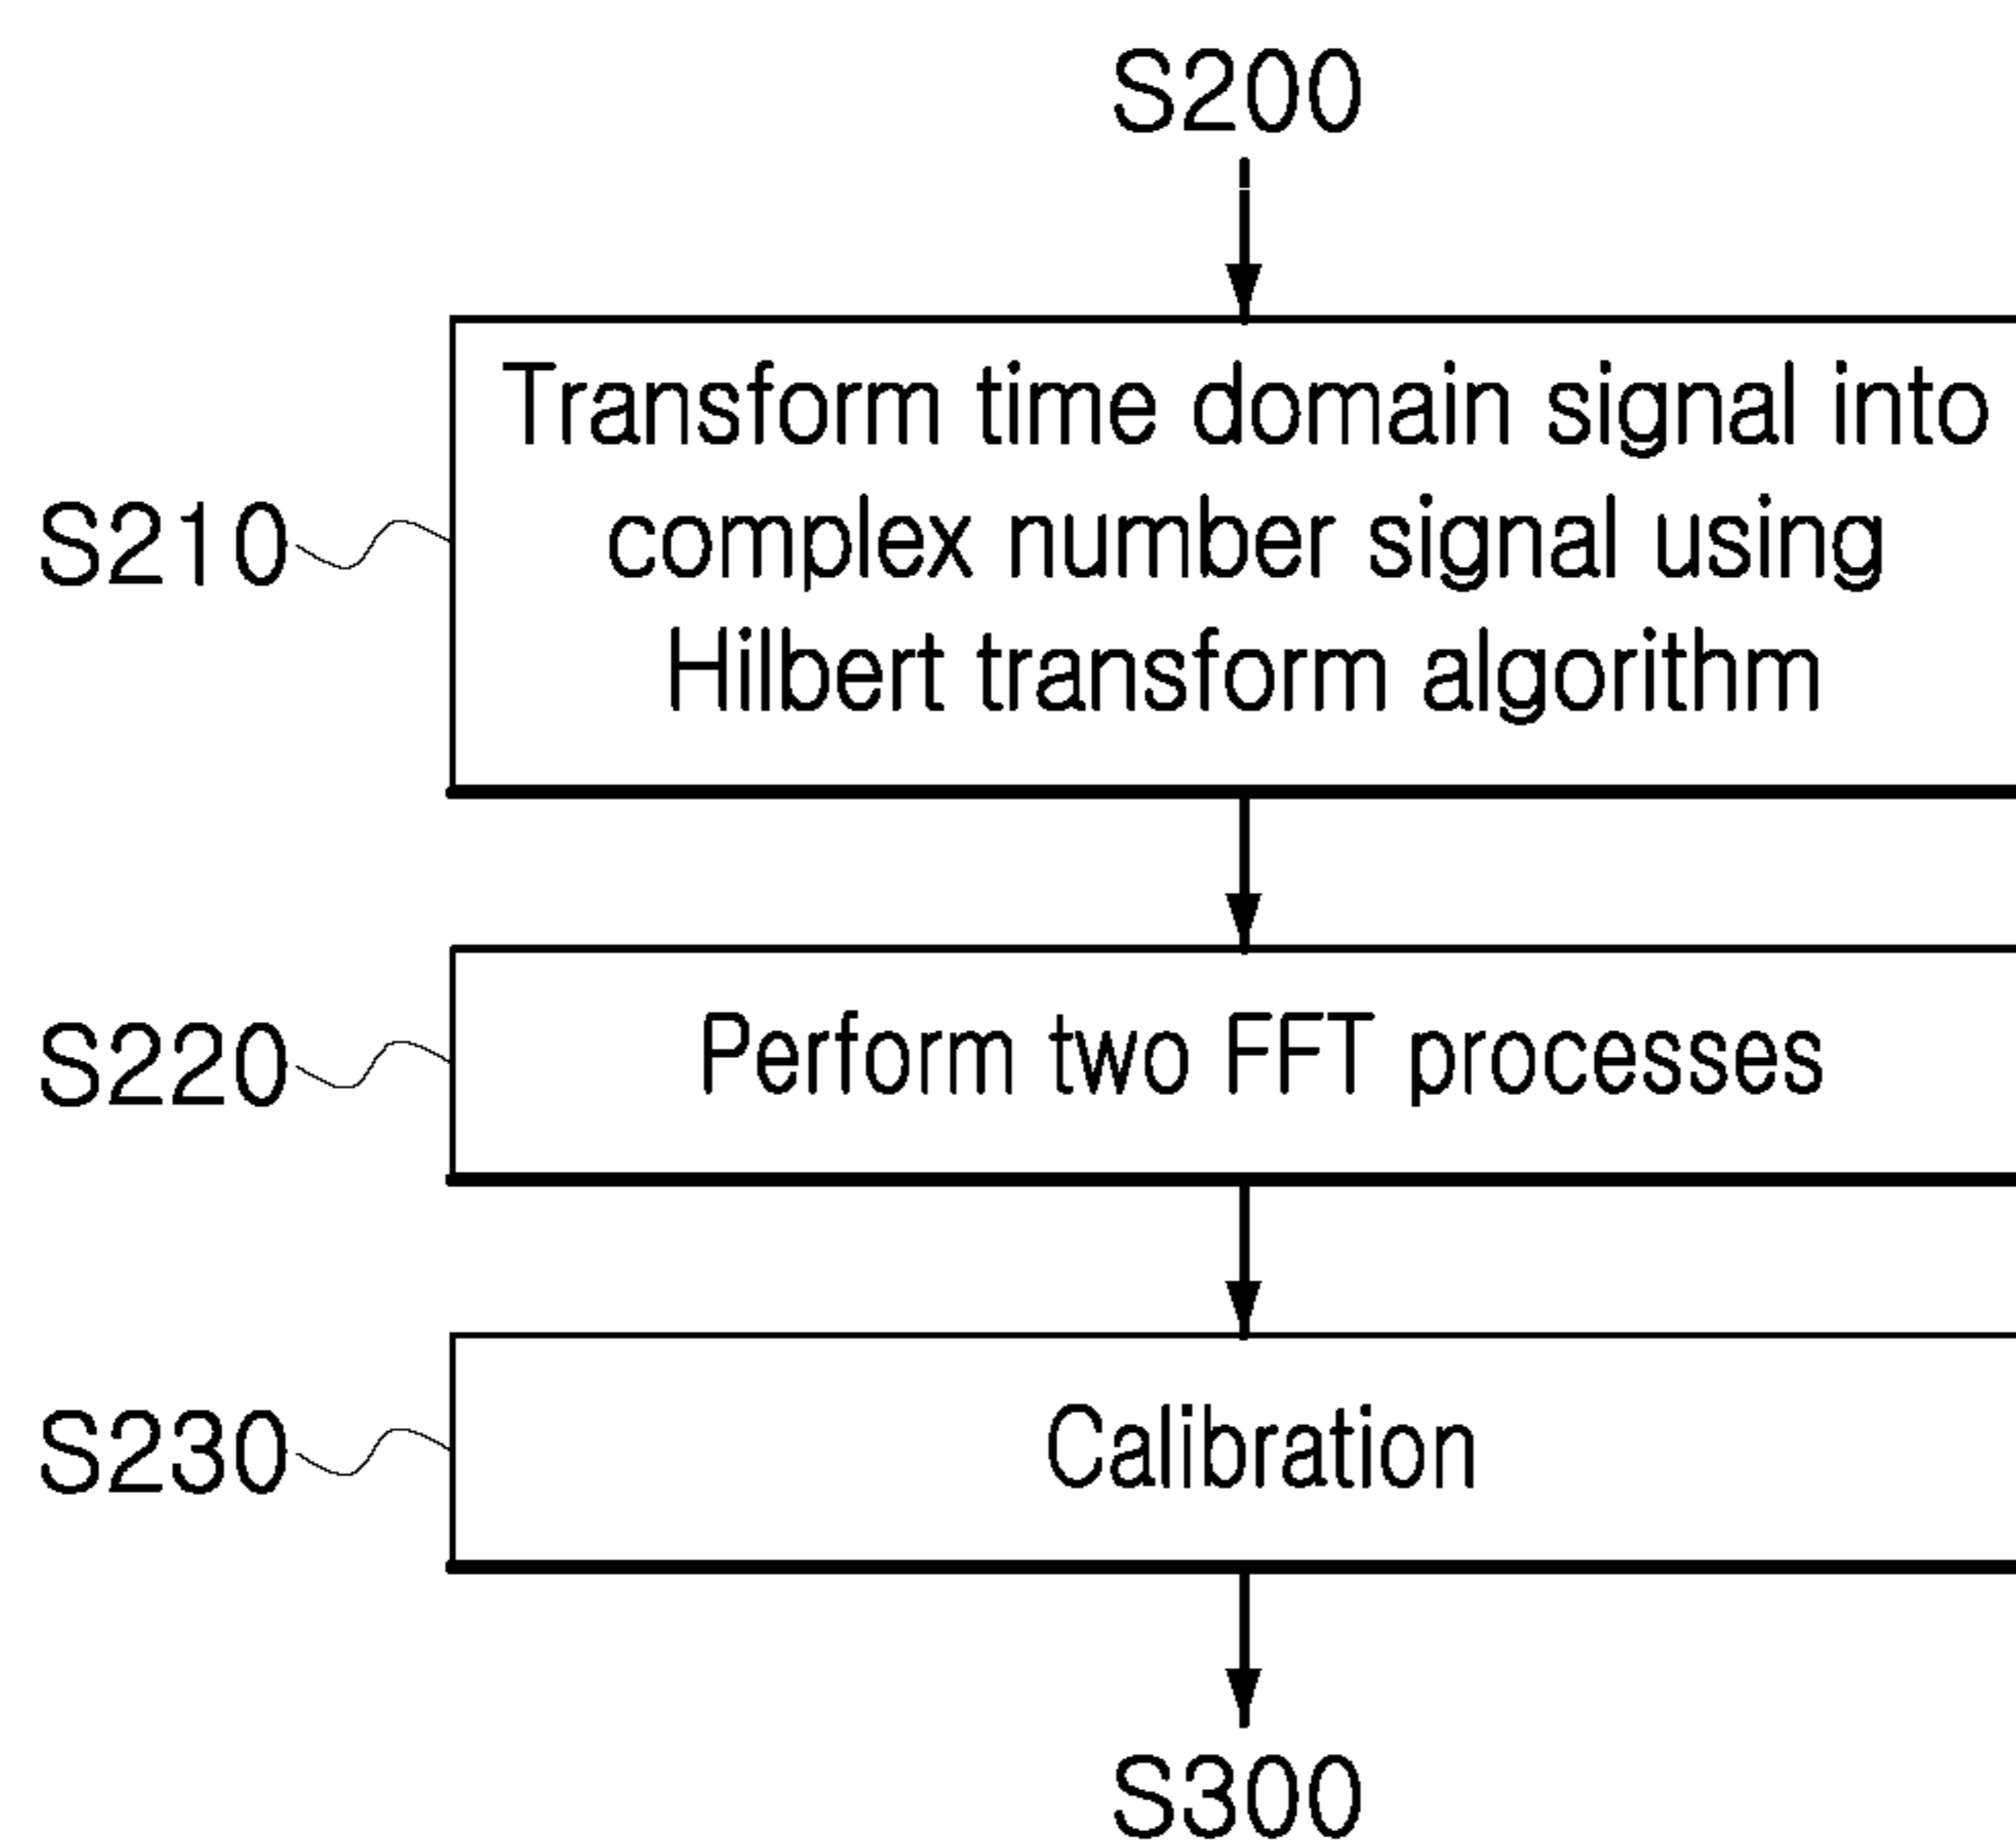 S200
Transform time domain signal into
complex number signal using
Hilbert transform algorithm
S210
Perform two FFT processes
S220
Calibration
S230
S300